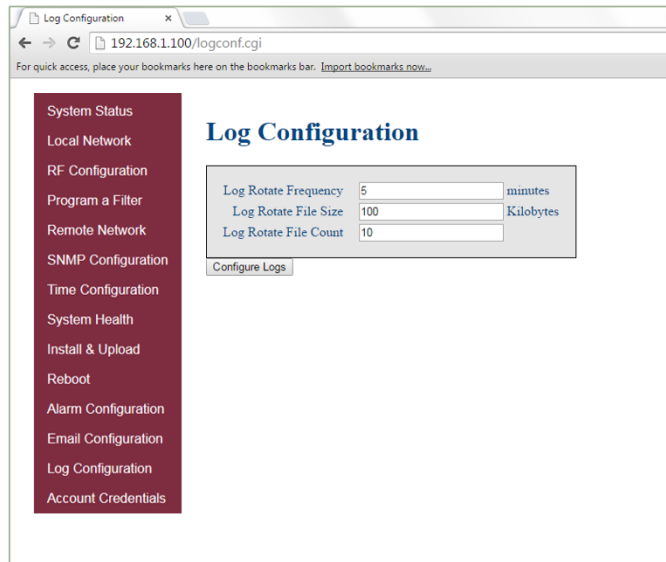 Log Configuration
192.168.1.100/logconf.cgi
For quick access, place your bookmarks here on the bookmarks bar. Import bookmarks now...
System Status
Local Network
RF Configuration
Program a Filter
Remote Network
SNMP Configuration
Time Configuration
System Health
Install & Upload
Reboot
Alarm Configuration
Email Configuration
Log Configuration
Account Credentials
Log Configuration
Log Rotate Frequency 5 minutes
Log Rotate File Size 100 Kilobytes
Log Rotate File Count 10
Configure Logs